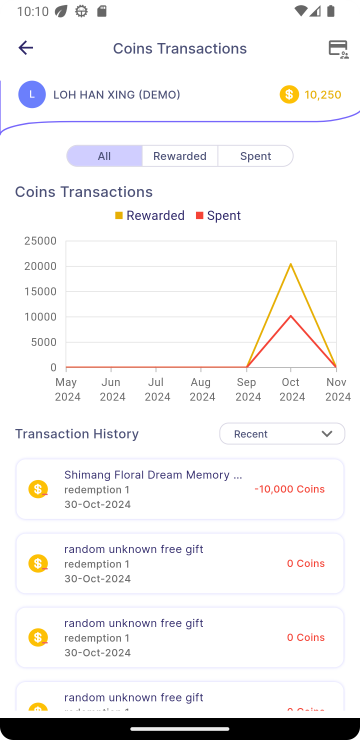 10:10
Coins Transactions
L LOH HAN XING (DEMO) 10,250
All Rewarded Spent
Coins Transactions
Rewarded Spent
25000
20000
15000
10000
5000
0
May Jun Jul Aug Sep Oct Nov
2024 2024 2024 2024 2024 2024 2024
Transaction History Recent
Shimang Floral Dream Memory ...
redemption 1 -10,000 Coins
30-Oct-2024
random unknown free gift
redemption 1 0 Coins
30-Oct-2024
random unknown free gift
redemption 1 0 Coins
30-Oct-2024
random unknown free gift
redemption 1 0 Coins